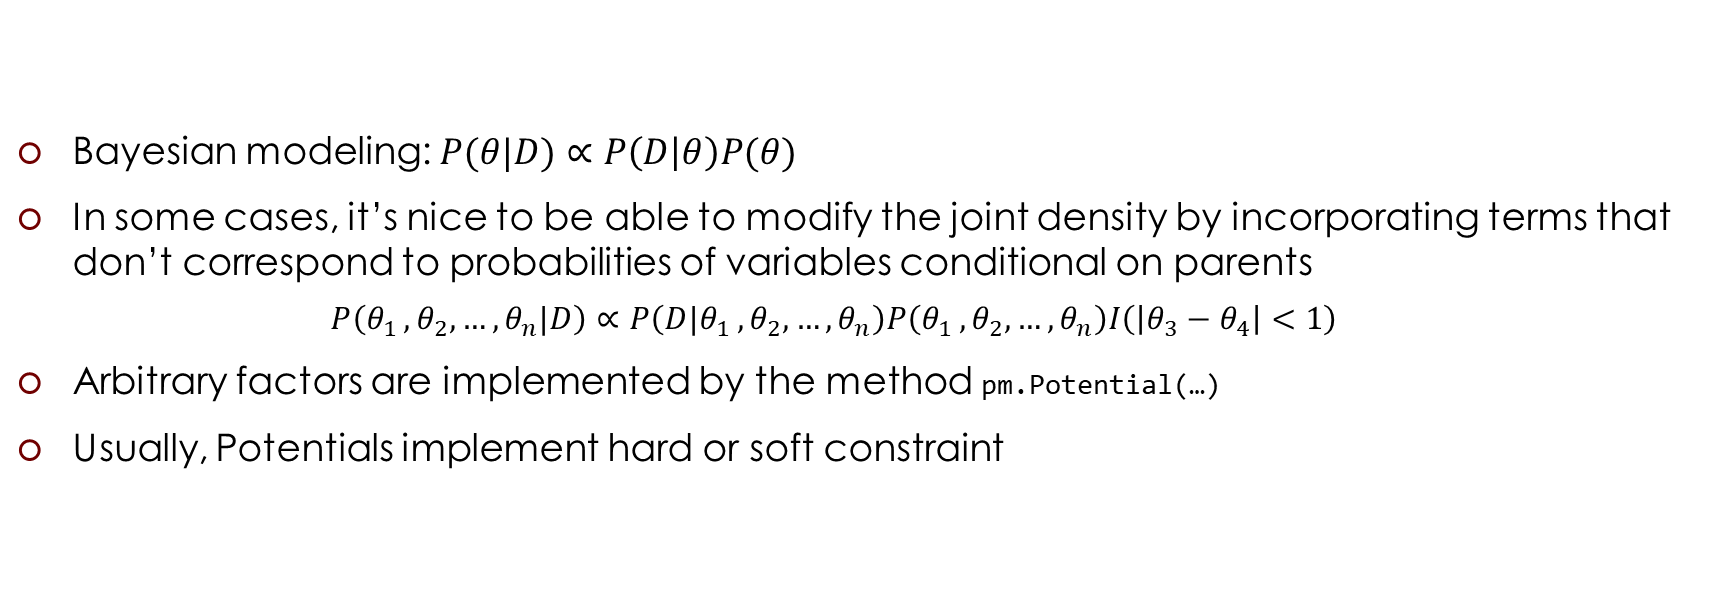 Bayesian modeling: P(θ|D) ∝ P(D|θ)P(θ)
In some cases, it's nice to be able to modify the joint density by incorporating terms that
don't correspond to probabilities of variables conditional on parents
P(θ₁, θ₂, …, θₙ|D) ∝ P(D|θ₁, θ₂, …, θₙ)P(θ₁, θ₂, …, θₙ)I(|θ₃ − θ₄| < 1)
Arbitrary factors are implemented by the method pm.Potential(…)
Usually, Potentials implement hard or soft constraint